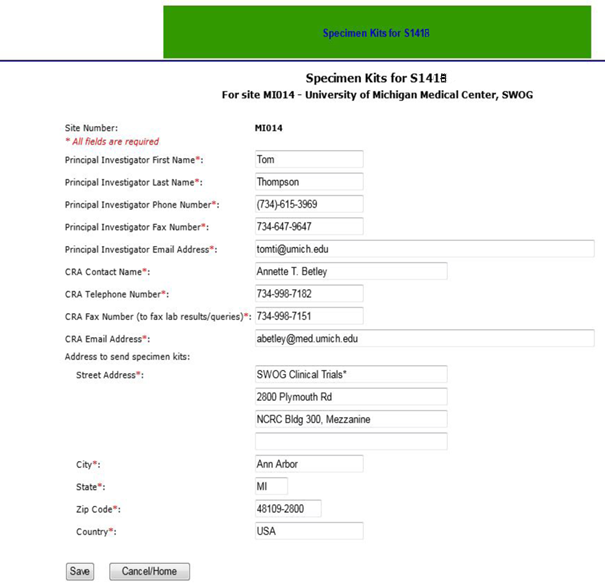 Specimen Kits for S1418
Specimen Kits for S1418
For site MI014 - University of Michigan Medical Center, SWOG
Site Number: MI014
* All fields are required
Principal Investigator First Name*: Tom
Principal Investigator Last Name*: Thompson
Principal Investigator Phone Number*: (734)-615-3969
Principal Investigator Fax Number*: 734-647-9647
Principal Investigator Email Address*: tomti@umich.edu
CRA Contact Name*: Annette T. Betley
CRA Telephone Number*: 734-998-7182
CRA Fax Number (to fax lab results/queries)*: 734-998-7151
CRA Email Address*: abetley@med.umich.edu
Address to send specimen kits:
Street Address*: SWOG Clinical Trials*
2800 Plymouth Rd
NCRC Bldg 300, Mezzanine
City*: Ann Arbor
State*: MI
Zip Code*: 48109-2800
Country*: USA
Save Cancel/Home